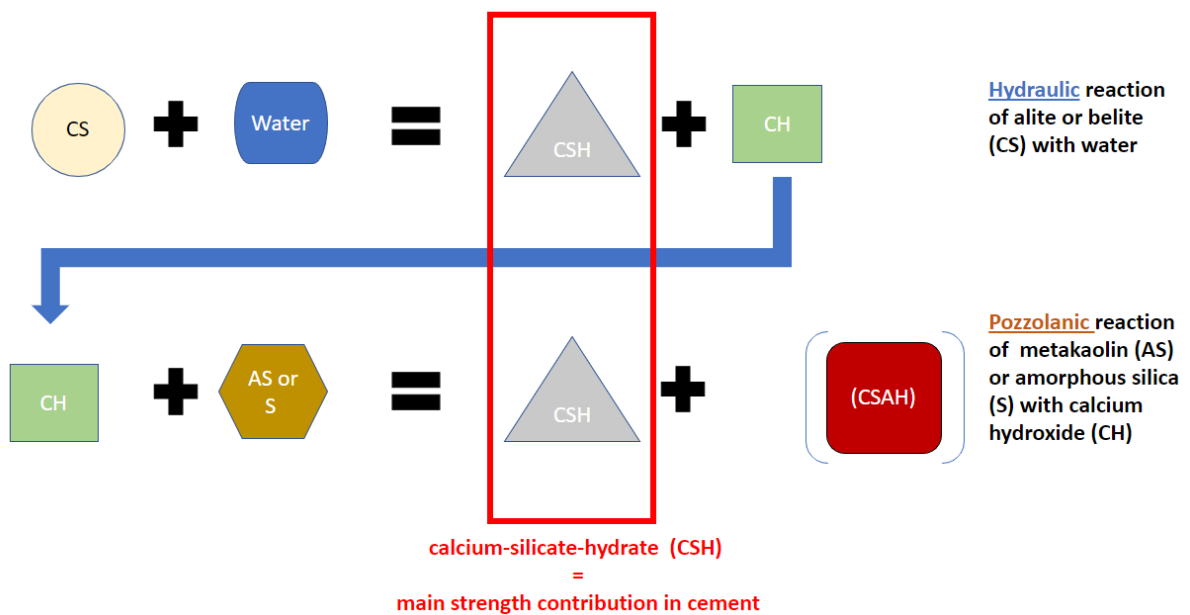 CS
Water
CSH
CH
Hydraulic reaction
of alite or belite
(CS) with water
CH
AS or
S
CSH
(CSAH)
Pozzolanic reaction
of metakaolin (AS)
or amorphous silica
(S) with calcium
hydroxide (CH)
calcium-silicate-hydrate (CSH)
=
main strength contribution in cement